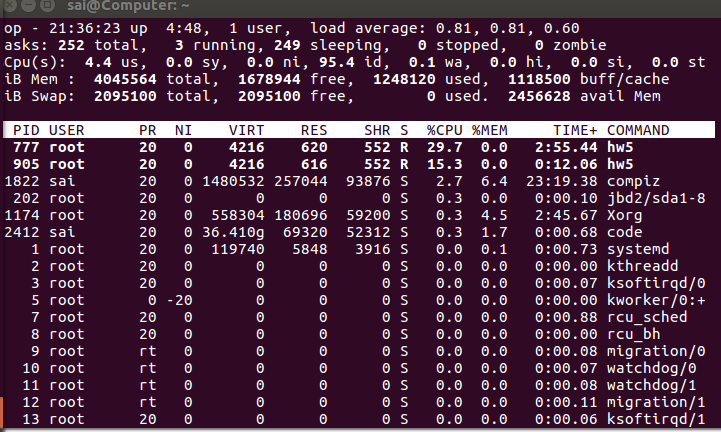 sai@Computer: ~
op - 21:36:23 up  4:48,  1 user,  load average: 0.81, 0.81, 0.60
asks: 252 total,   3 running, 249 sleeping,   0 stopped,   0 zombie
Cpu(s):  4.4 us,  0.0 sy,  0.0 ni, 95.4 id,  0.1 wa,  0.0 hi,  0.0 si,  0.0 st
iB Mem :  4045564 total,  1678944 free,  1248120 used,  1118500 buff/cache
iB Swap:  2095100 total,  2095100 free,        0 used.  2456628 avail Mem
PID USER      PR  NI    VIRT    RES    SHR S  %CPU %MEM     TIME+ COMMAND
777 root      20   0    4216    620    552 R  29.7  0.0   2:55.44 hw5
905 root      20   0    4216    616    552 R  15.3  0.0   0:12.06 hw5
1822 sai       20   0 1480532 257044  93876 S   2.7  6.4  23:19.38 compiz
202 root      20   0       0      0      0 S   0.3  0.0   0:00.10 jbd2/sda1-8
1174 root      20   0  558304 180696  59200 S   0.3  4.5   2:45.67 Xorg
2412 sai       20   0 36.410g  69320  52312 S   0.3  1.7   0:00.68 code
1 root      20   0  119740   5848   3916 S   0.0  0.1   0:00.73 systemd
2 root      20   0       0      0      0 S   0.0  0.0   0:00.00 kthreadd
3 root      20   0       0      0      0 S   0.0  0.0   0:00.07 ksoftirqd/0
5 root       0 -20       0      0      0 S   0.0  0.0   0:00.00 kworker/0:+
7 root      20   0       0      0      0 S   0.0  0.0   0:00.88 rcu_sched
8 root      20   0       0      0      0 S   0.0  0.0   0:00.00 rcu_bh
9 root      rt   0       0      0      0 S   0.0  0.0   0:00.08 migration/0
10 root      rt   0       0      0      0 S   0.0  0.0   0:00.07 watchdog/0
11 root      rt   0       0      0      0 S   0.0  0.0   0:00.08 watchdog/1
12 root      rt   0       0      0      0 S   0.0  0.0   0:00.11 migration/1
13 root      20   0       0      0      0 S   0.0  0.0   0:00.06 ksoftirqd/1